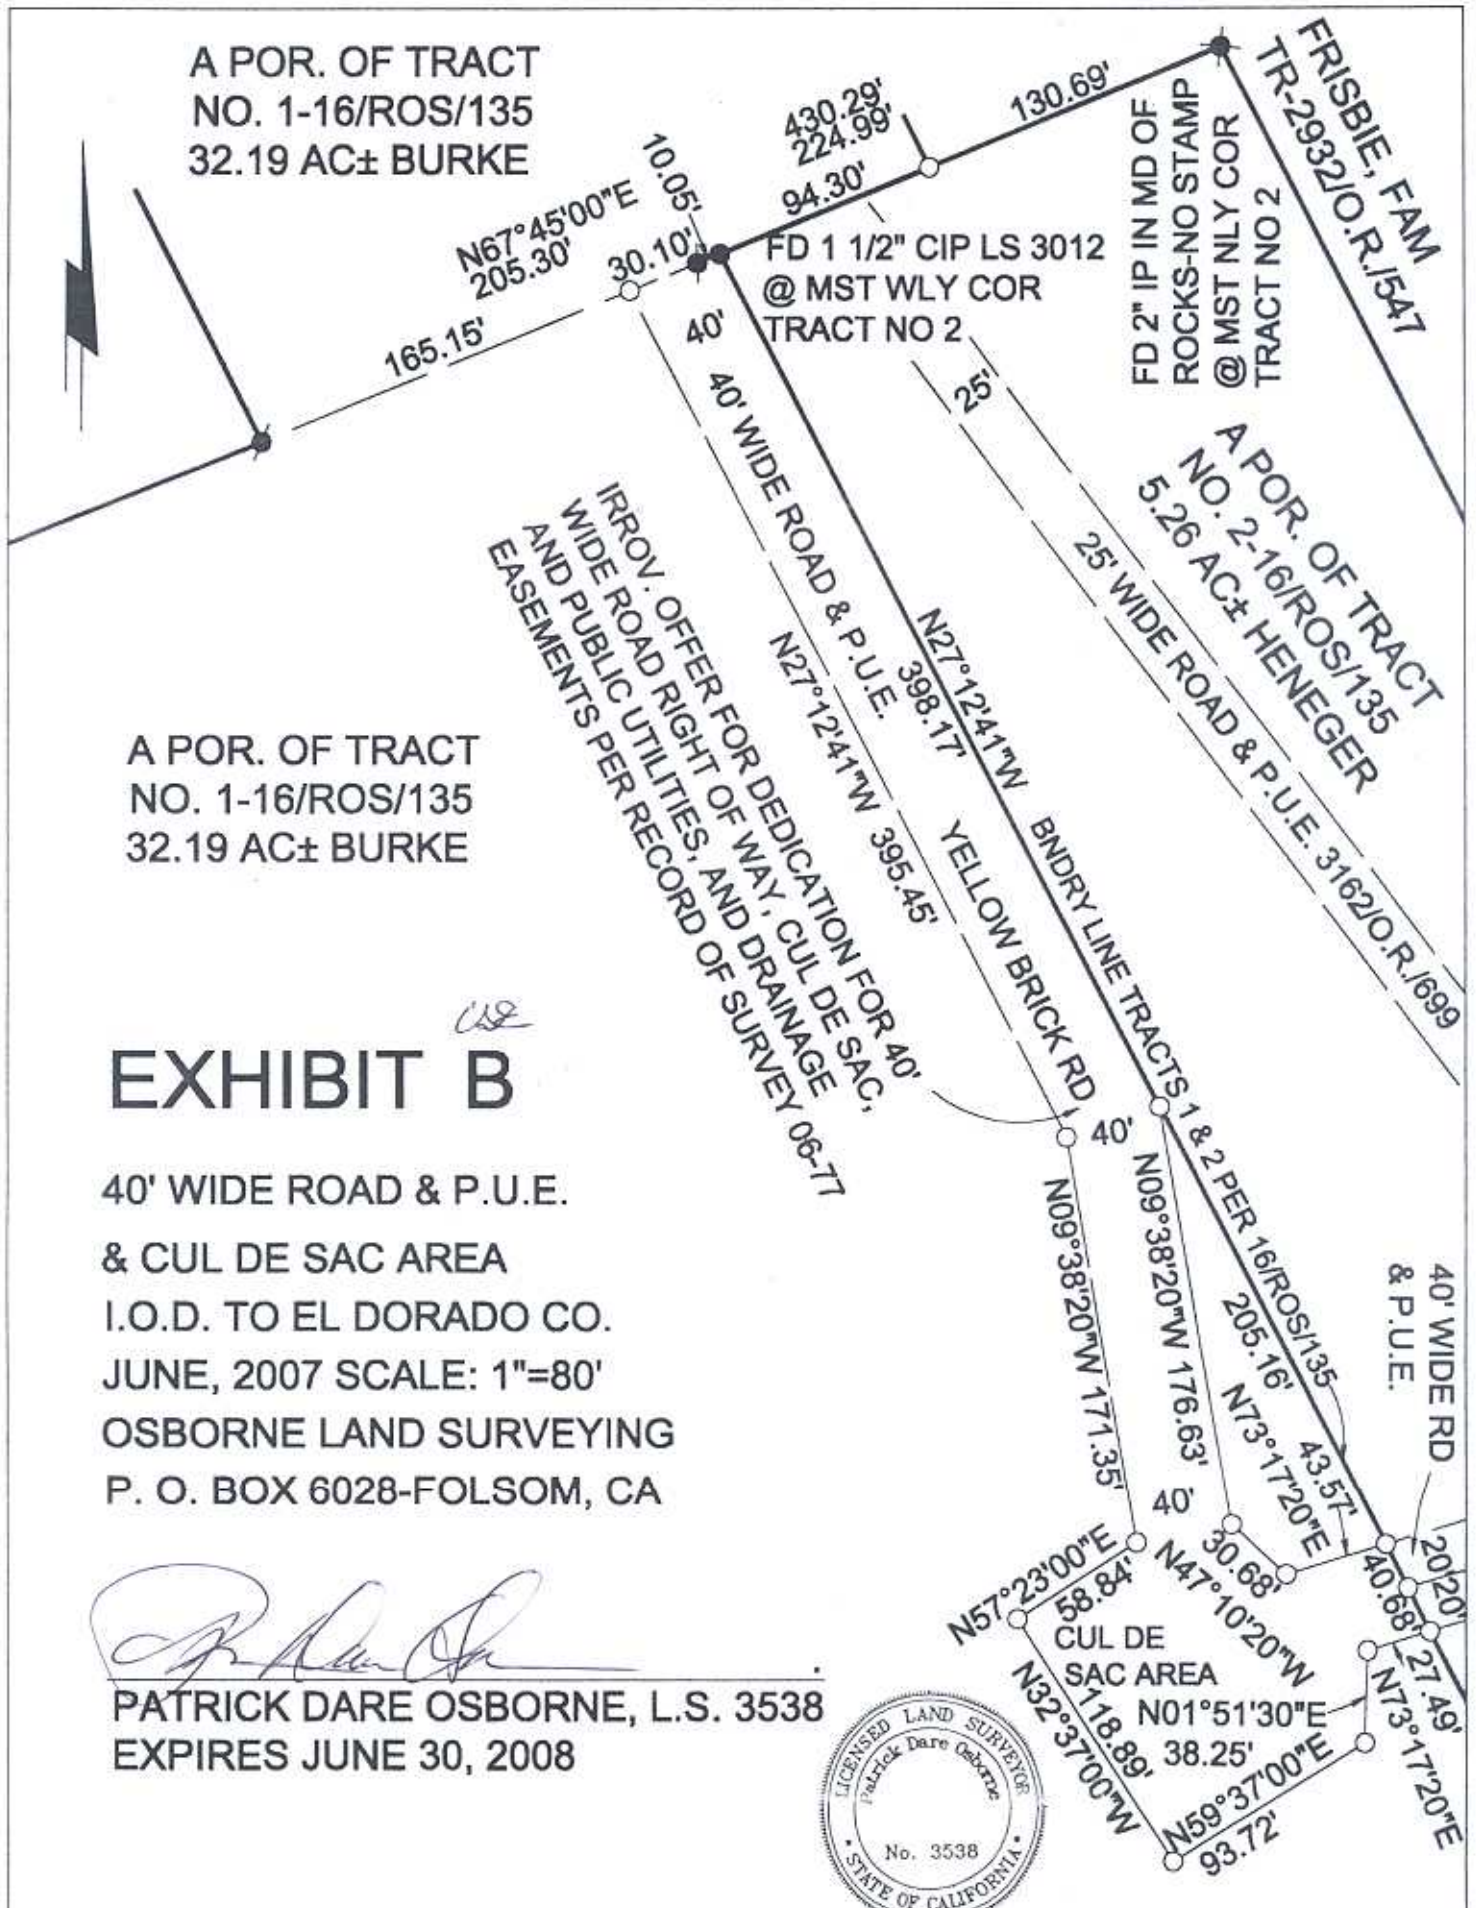 A POR. OF TRACT
NO. 1-16/ROS/135
32.19 AC± BURKE
N67°45'00"E
205.30'
165.15'
30.10'
10.05'
430.29'
224.99'
94.30'
130.69'
FD 1 1/2" CIP LS 3012
@ MST WLY COR
TRACT NO 2
FD 2" IP IN MD OF
ROCKS-NO STAMP
@ MST NLY COR
TRACT NO 2
FRISBIE, FAM
TR-2932/O.R./547
40'
40' WIDE ROAD & P.U.E.
25'
25' WIDE ROAD & P.U.E. 3162/O.R./699
A POR. OF TRACT
NO. 2-16/ROS/135
5.26 AC± HENEGER
IRROV. OFFER FOR DEDICATION FOR 40'
WIDE ROAD RIGHT OF WAY, CUL DE SAC,
AND PUBLIC UTILITIES, AND DRAINAGE
EASEMENTS PER RECORD OF SURVEY 06-77
N27°12'41"W 395.45'
N27°12'41"W
398.17'
BNDRY LINE TRACTS 1 & 2 PER 16/ROS/135
YELLOW BRICK RD
A POR. OF TRACT
NO. 1-16/ROS/135
32.19 AC± BURKE
EXHIBIT B
40' WIDE ROAD & P.U.E.
& CUL DE SAC AREA
I.O.D. TO EL DORADO CO.
JUNE, 2007 SCALE: 1"=80'
OSBORNE LAND SURVEYING
P. O. BOX 6028-FOLSOM, CA
PATRICK DARE OSBORNE, L.S. 3538
EXPIRES JUNE 30, 2008
40'
N09°38'20"W 171.35'
N09°38'20"W 176.63'
205.16'
40' WIDE RD
& P.U.E.
N73°17'20"E
43.57'
40'
30.68'
N47°10'20"W
N57°23'00"E
58.84'
40.68'
20'
20'
CUL DE
SAC AREA
N32°37'00"W
118.89'
N01°51'30"E
38.25'
27.49'
N73°17'20"E
N59°37'00"E
93.72'
LICENSED LAND SURVEYOR
Patrick Dare Osborne
No. 3538
STATE OF CALIFORNIA